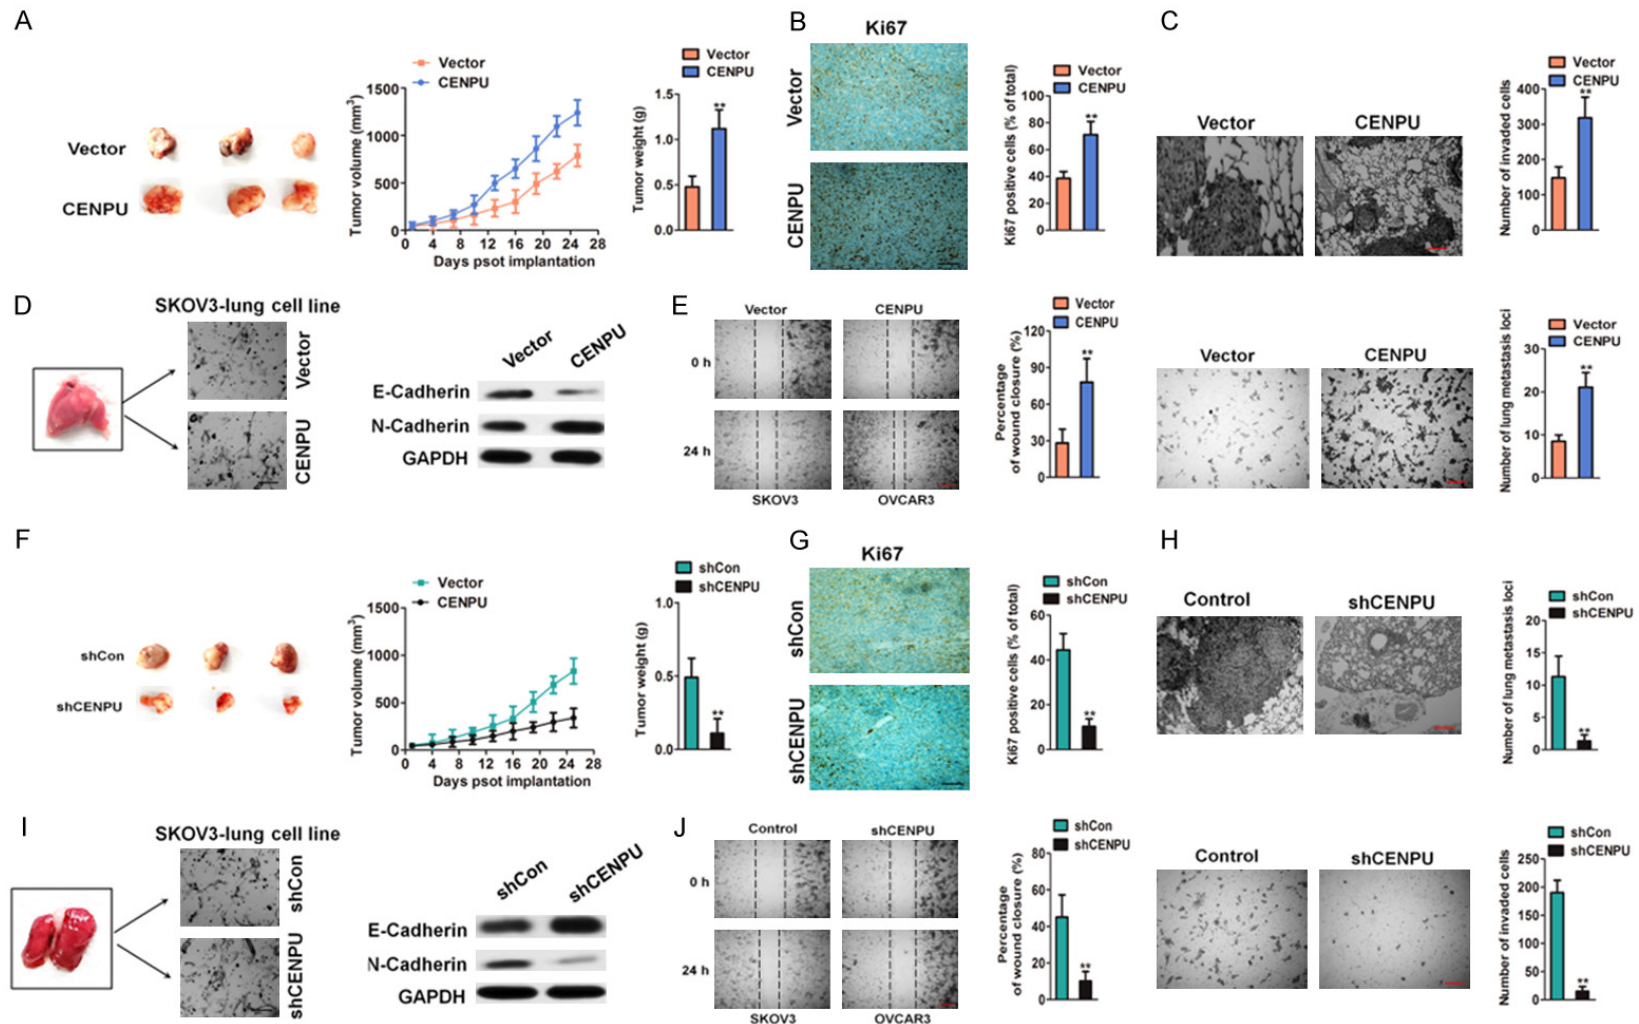 A
Vector
CENPU
Vector
CENPU
Tumor volume (mm3)
1500
1000
500
0
0 4 8 12 16 20 24 28
Days psot implantation
Vector
CENPU
Tumor weight (g)
1.5
1.0
0.5
0.0
**
B
Ki67
Vector
CENPU
Vector
CENPU
Ki67 positive cells (% of total)
100
80
60
40
20
0
**
C
Vector
CENPU
Vector
CENPU
Number of invaded cells
400
300
200
100
0
**
Vector
CENPU
Vector
CENPU
Number of lung metastasis loci
30
20
10
0
**
D
SKOV3-lung cell line
Vector
CENPU
Vector
CENPU
E-Cadherin
N-Cadherin
GAPDH
E
Vector
CENPU
0 h
24 h
SKOV3
OVCAR3
Vector
CENPU
Percentage
of wound closure (%)
120
90
60
30
0
**
F
shCon
shCENPU
Vector
CENPU
Tumor volume (mm3)
1500
1000
500
0
0 4 8 12 16 20 24 28
Days psot implantation
shCon
shCENPU
Tumor weight (g)
1.0
0.5
0.0
**
G
Ki67
shCon
shCENPU
shCon
shCENPU
Ki67 positive cells (% of total)
60
40
20
0
**
H
Control
shCENPU
shCon
shCENPU
Number of lung metastasis loci
20
15
10
5
0
**
I
SKOV3-lung cell line
shCon
shCENPU
shCon
shCENPU
E-Cadherin
N-Cadherin
GAPDH
J
Control
shCENPU
0 h
24 h
SKOV3
OVCAR3
shCon
shCENPU
Percentage
of wound closure (%)
80
60
40
20
0
**
Control
shCENPU
shCon
shCENPU
Number of invaded cells
250
200
150
100
50
0
**